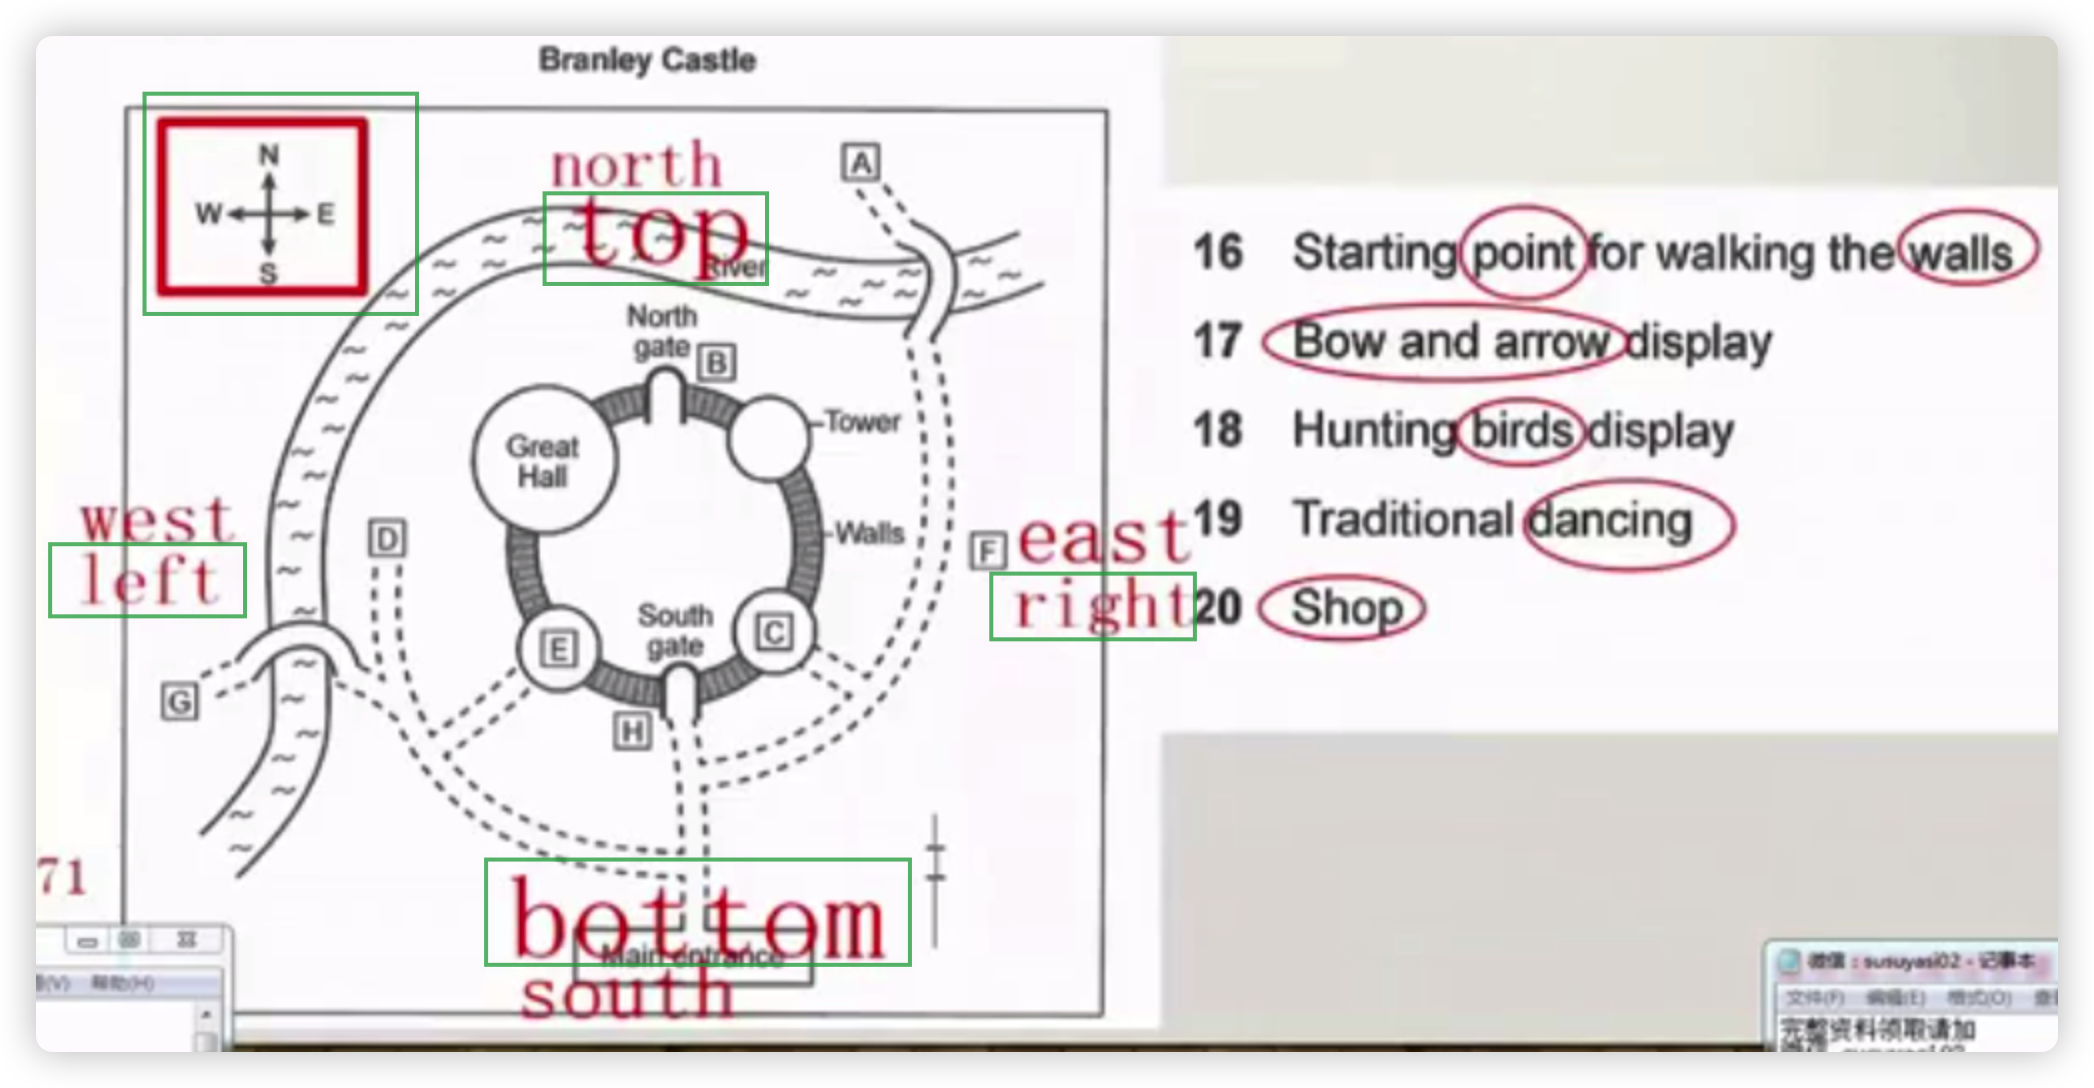 Branley Castle
N
W E
S
north
top
River
A
North
gate
B
Great
Hall
Tower
Walls
west
left
D
F
east
right
South
gate
C
E
G
H
bottom
Main entrance
south
71
16 Starting point for walking the walls
17 Bow and arrow display
18 Hunting birds display
19 Traditional dancing
20 Shop
(V) 帮助(H)
微信：susuyasi02 - 记事本
文件(F) 编辑(E) 格式(O) 查
完整资料领取请加